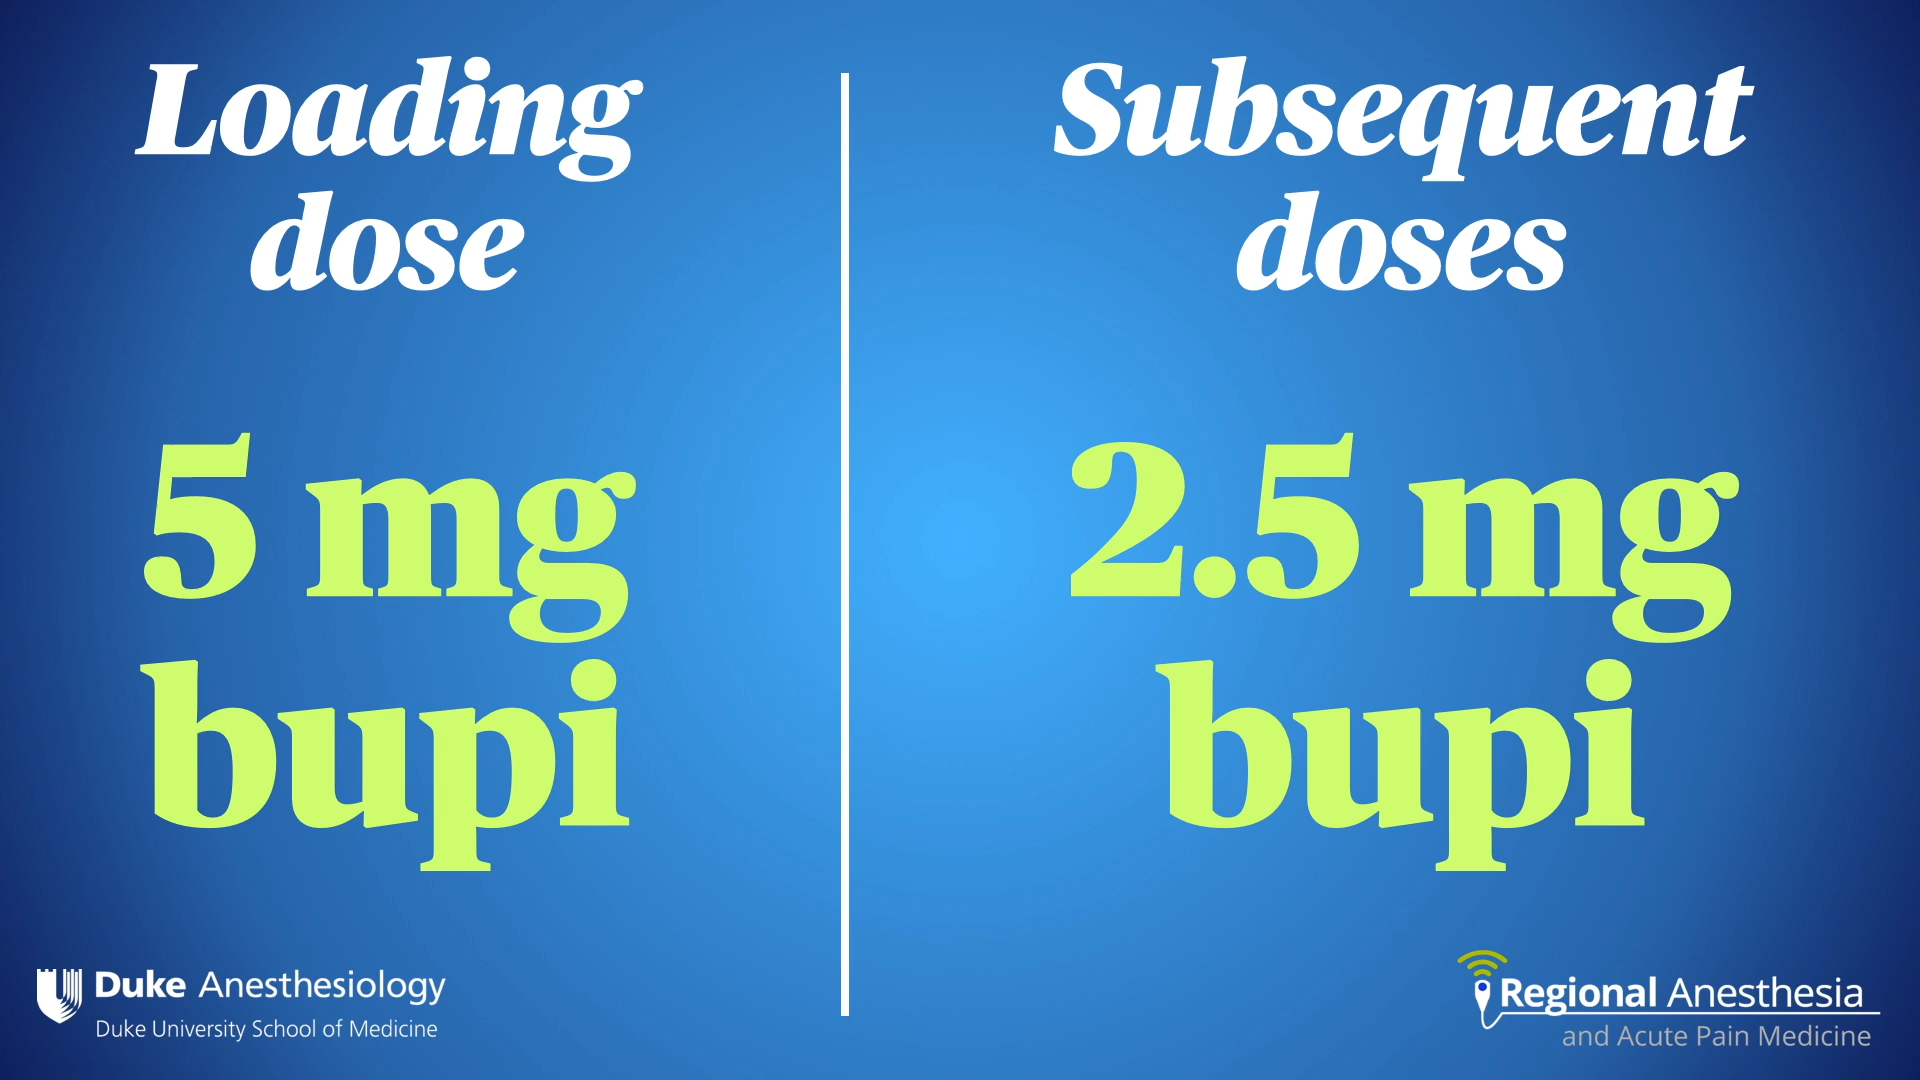 Loading
dose
5 mg
bupi
Subsequent
doses
2.5 mg
bupi
Duke Anesthesiology
Duke University School of Medicine
Regional Anesthesia
and Acute Pain Medicine